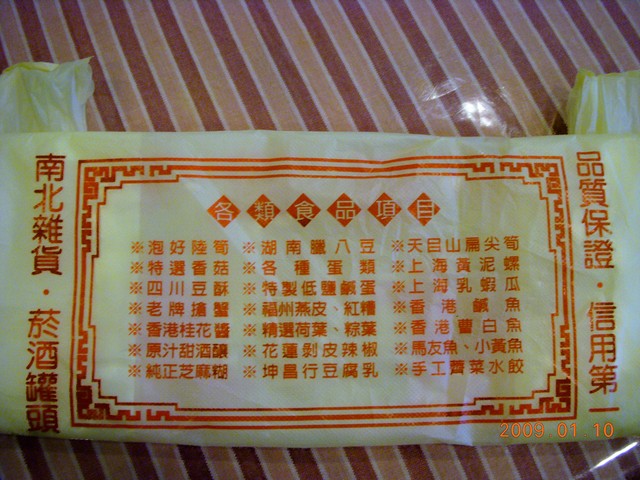 南北雜貨·菸酒罐頭
各類食品項目
※泡好陸筍 ※湖南臘八豆 ※天目山扁尖筍
※特選香菇 ※各種蛋類 ※上海黃泥螺
※四川豆酥 ※特製低鹽鹹蛋 ※上海乳蝦瓜
※老牌搶蟹 ※福州燕皮、紅糟 ※香港鹹魚
※香港桂花醬 ※精選荷葉、粽葉 ※香港曹白魚
※原汁甜酒釀 ※花蓮剝皮辣椒 ※馬友魚、小黃魚
※純正芝麻糊 ※坤昌行豆腐乳 ※手工薺菜水餃
品質保證·信用第一
2009 01 10